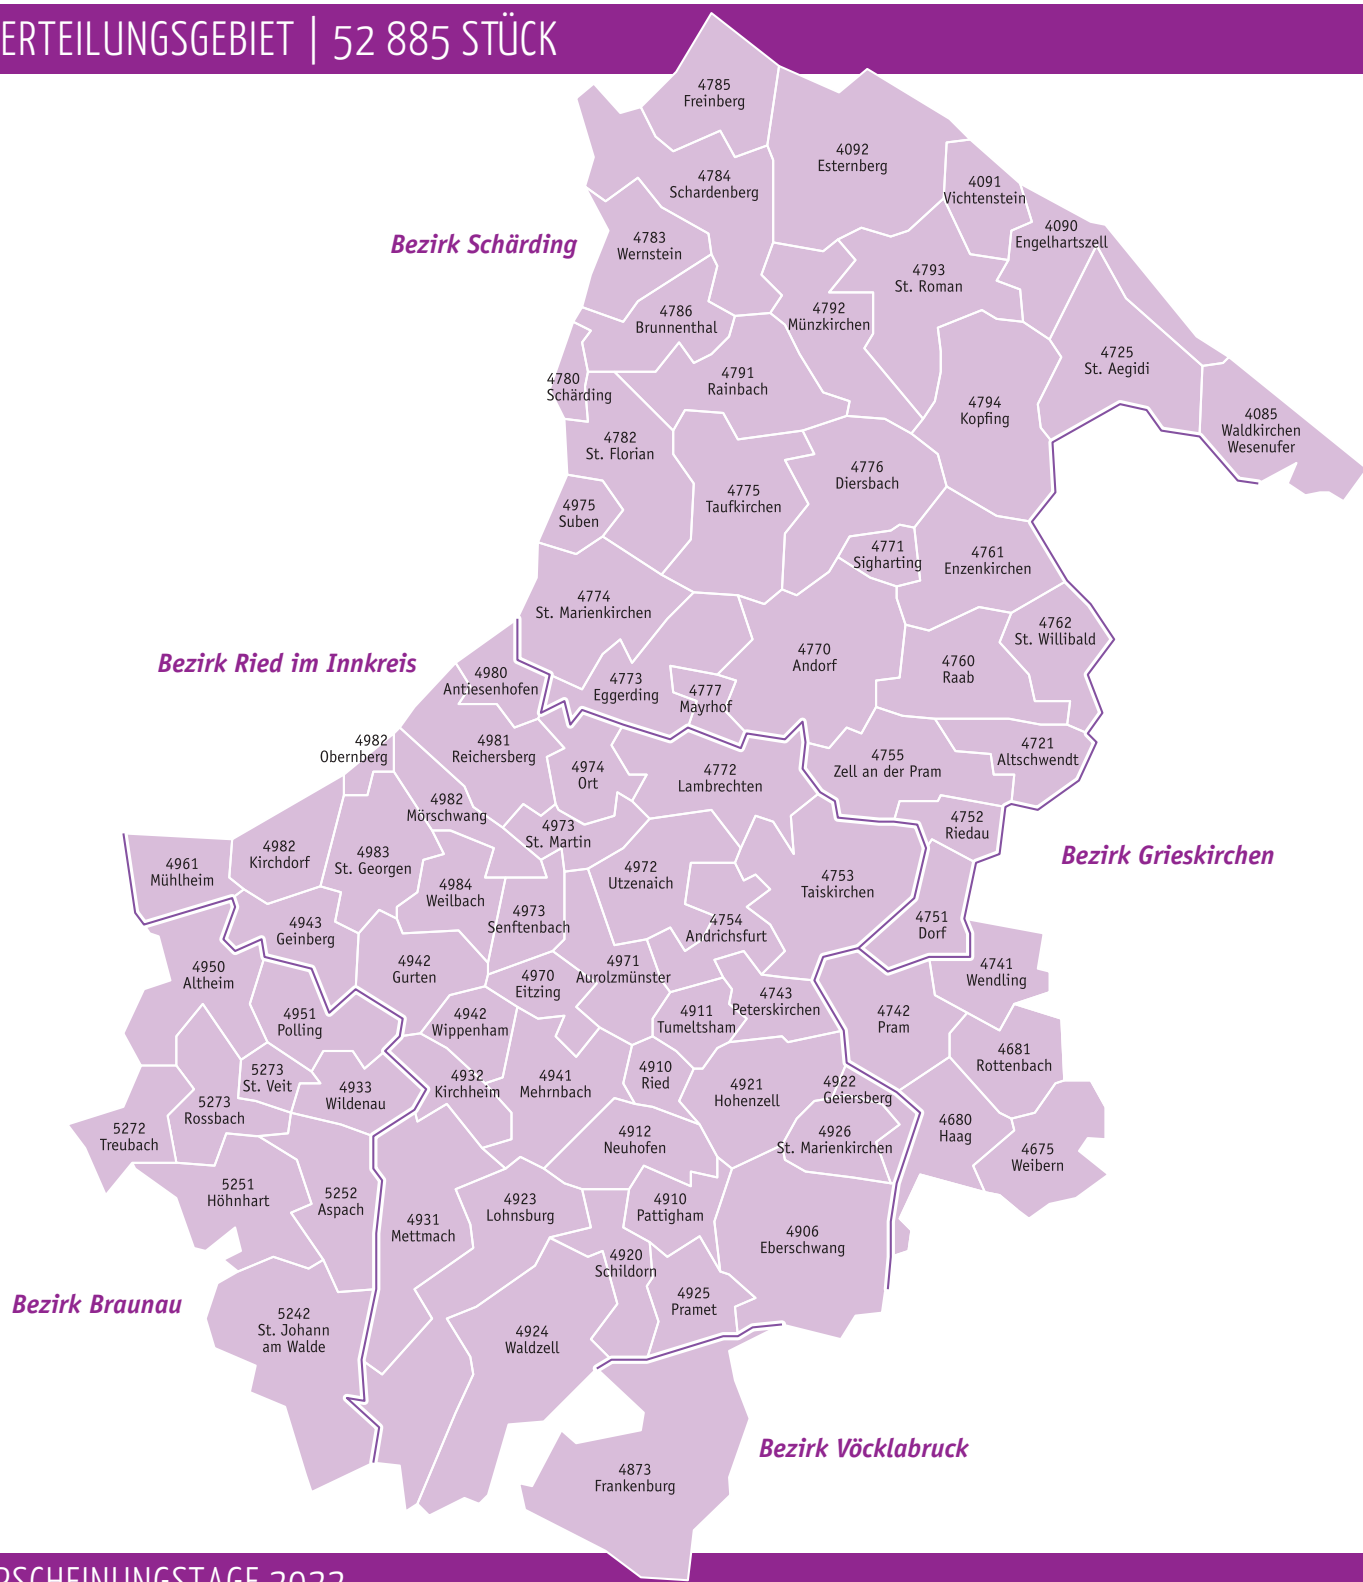 ERTEILUNGSGEBIET | 52 885 STÜCK
4785
Freinberg
4092
Esternberg
4784
Schardenberg
4091
Vichtenstein
4090
Engelhartszell
Bezirk Schärding
4783
Wernstein
4793
St. Roman
4786
Brunnenthal
4792
Münzkirchen
4725
St. Aegidi
4780
Schärding
4791
Rainbach
4794
Kopfing
4085
Waldkirchen
Wesenufer
4782
St. Florian
4776
Diersbach
4775
Taufkirchen
4975
Suben
4771
Sigharting
4761
Enzenkirchen
4774
St. Marienkirchen
4762
St. Willibald
Bezirk Ried im Innkreis
4770
Andorf
4760
Raab
4980
Antiesenhofen
4773
Eggerding
4777
Mayrhof
4982
Obernberg
4981
Reichersberg
4721
Altschwendt
4755
Zell an der Pram
4974
Ort
4772
Lambrechten
4982
Mörschwang
4752
Riedau
4973
St. Martin
4982
Kirchdorf
4983
St. Georgen
Bezirk Grieskirchen
4961
Mühlheim
4972
Utzenaich
4753
Taiskirchen
4984
Weilbach
4973
Senftenbach
4943
Geinberg
4754
Andrichsfurt
4751
Dorf
4950
Altheim
4942
Gurten
4970
Eitzing
4971
Aurolzmünster
4741
Wendling
4743
Peterskirchen
4951
Polling
4942
Wippenham
4911
Tumeltsham
4742
Pram
4681
Rottenbach
5273
St. Veit
4933
Wildenau
4932
Kirchheim
4941
Mehrnbach
4910
Ried
4921
Hohenzell
4922
Geiersberg
5273
Rossbach
5272
Treubach
4912
Neuhofen
4926
St. Marienkirchen
4680
Haag
4675
Weibern
5251
Höhnhart
5252
Aspach
4923
Lohnsburg
4910
Pattigham
4931
Mettmach
4906
Eberschwang
4920
Schildorn
Bezirk Braunau
4925
Pramet
5242
St. Johann
am Walde
4924
Waldzell
Bezirk Vöcklabruck
4873
Frankenburg